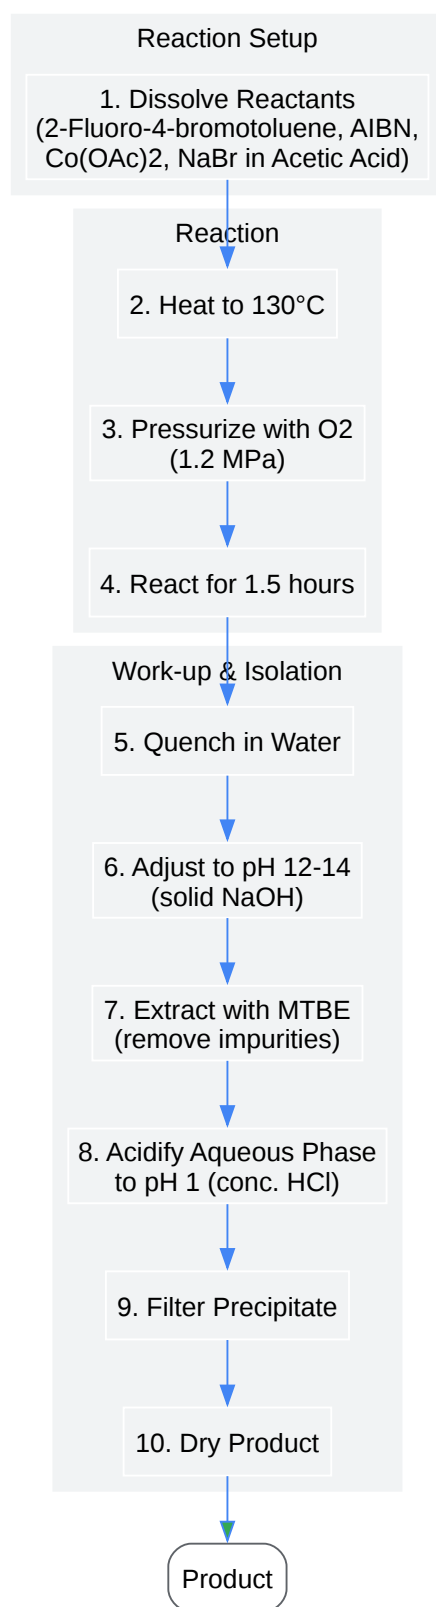 Reaction Setup
1. Dissolve Reactants
(2-Fluoro-4-bromotoluene, AIBN,
Co(OAc)2, NaBr in Acetic Acid)
Reaction
2. Heat to 130°C
3. Pressurize with O2
(1.2 MPa)
4. React for 1.5 hours
Work-up & Isolation
5. Quench in Water
6. Adjust to pH 12-14
(solid NaOH)
7. Extract with MTBE
(remove impurities)
8. Acidify Aqueous Phase
to pH 1 (conc. HCl)
9. Filter Precipitate
10. Dry Product
Product